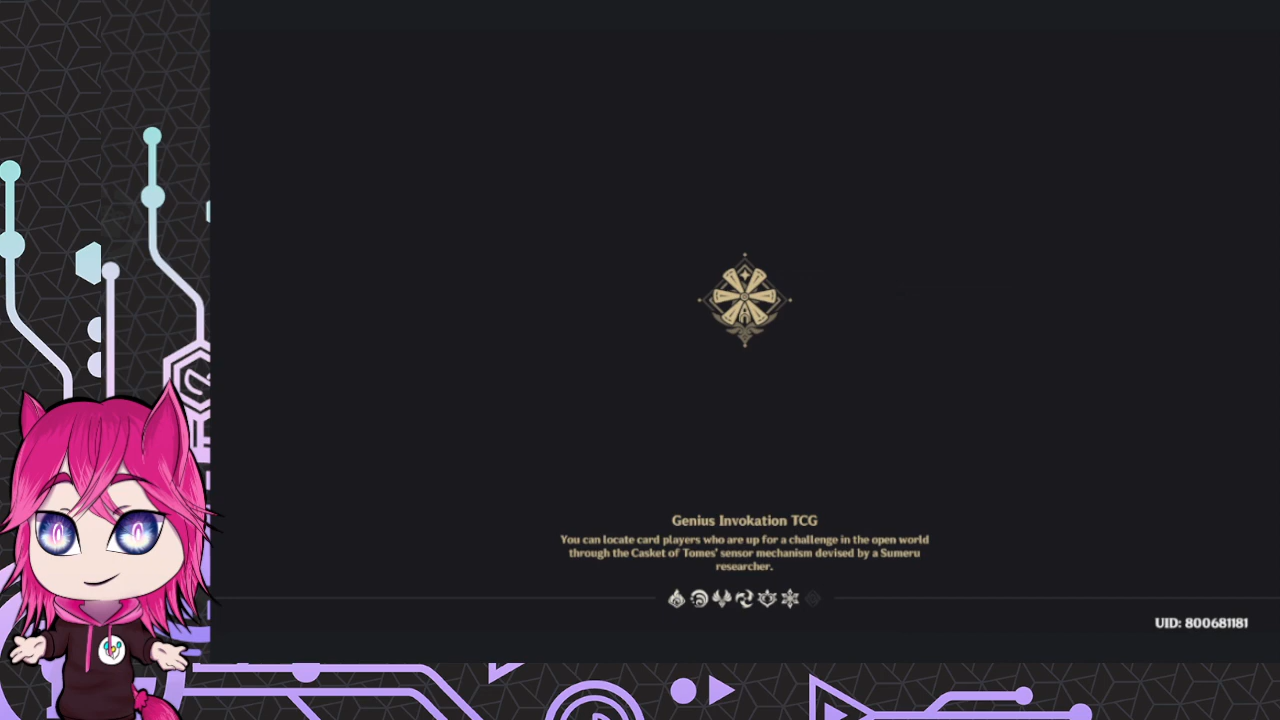 Genius Invokation TCG
You can locate card players who are up for a challenge in the open world
through the Casket of Tomes' sensor mechanism devised by a Sumeru
researcher.
UID: 800681181